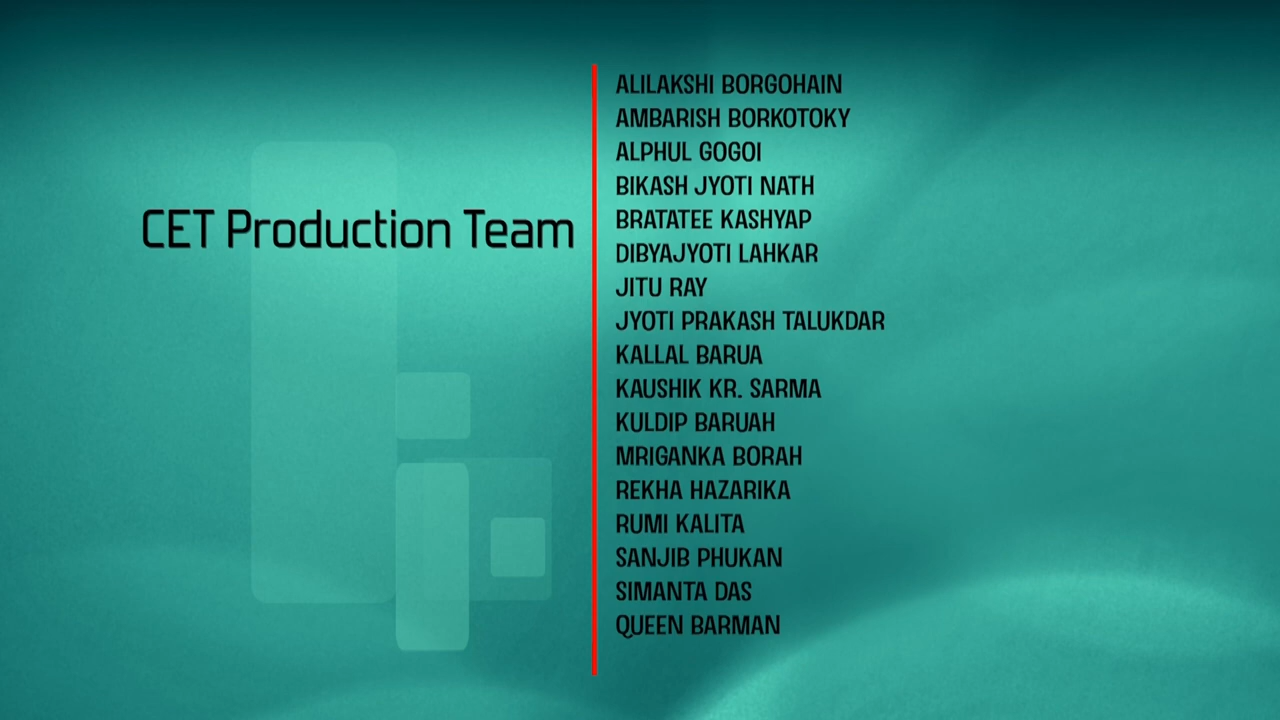 CET Production Team
ALILAKSHI BORGOHAIN
AMBARISH BORKOTOKY
ALPHUL GOGOI
BIKASH JYOTI NATH
BRATATEE KASHYAP
DIBYAJYOTI LAHKAR
JITU RAY
JYOTI PRAKASH TALUKDAR
KALLAL BARUA
KAUSHIK KR. SARMA
KULDIP BARUAH
MRIGANKA BORAH
REKHA HAZARIKA
RUMI KALITA
SANJIB PHUKAN
SIMANTA DAS
QUEEN BARMAN